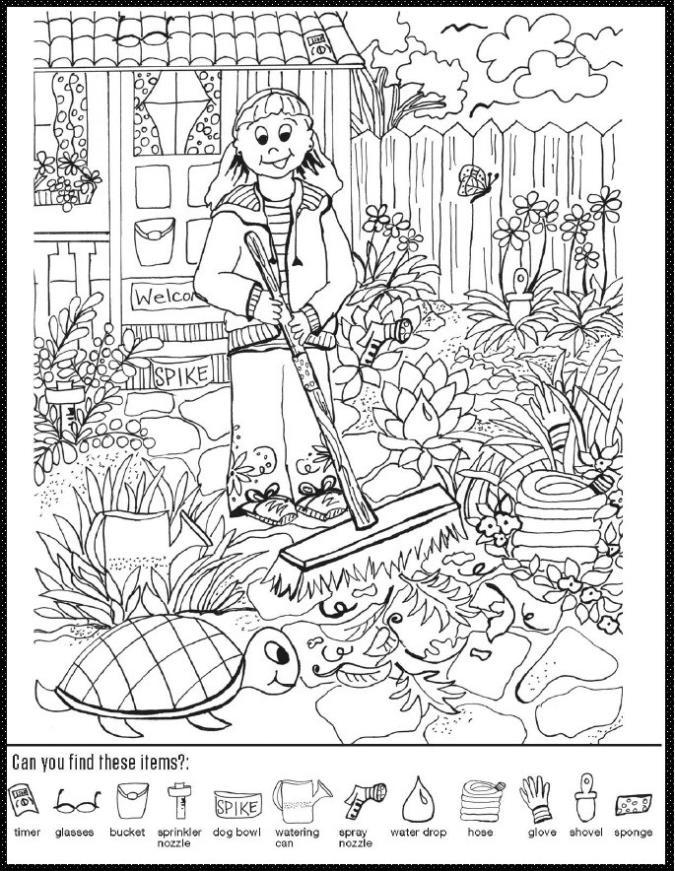 Welcom
SPIKE
Can you find these items?:
SPIKE
timer glasses bucket sprinkler nozzle dog bowl watering can spray nozzle water drop hose glove shovel sponge